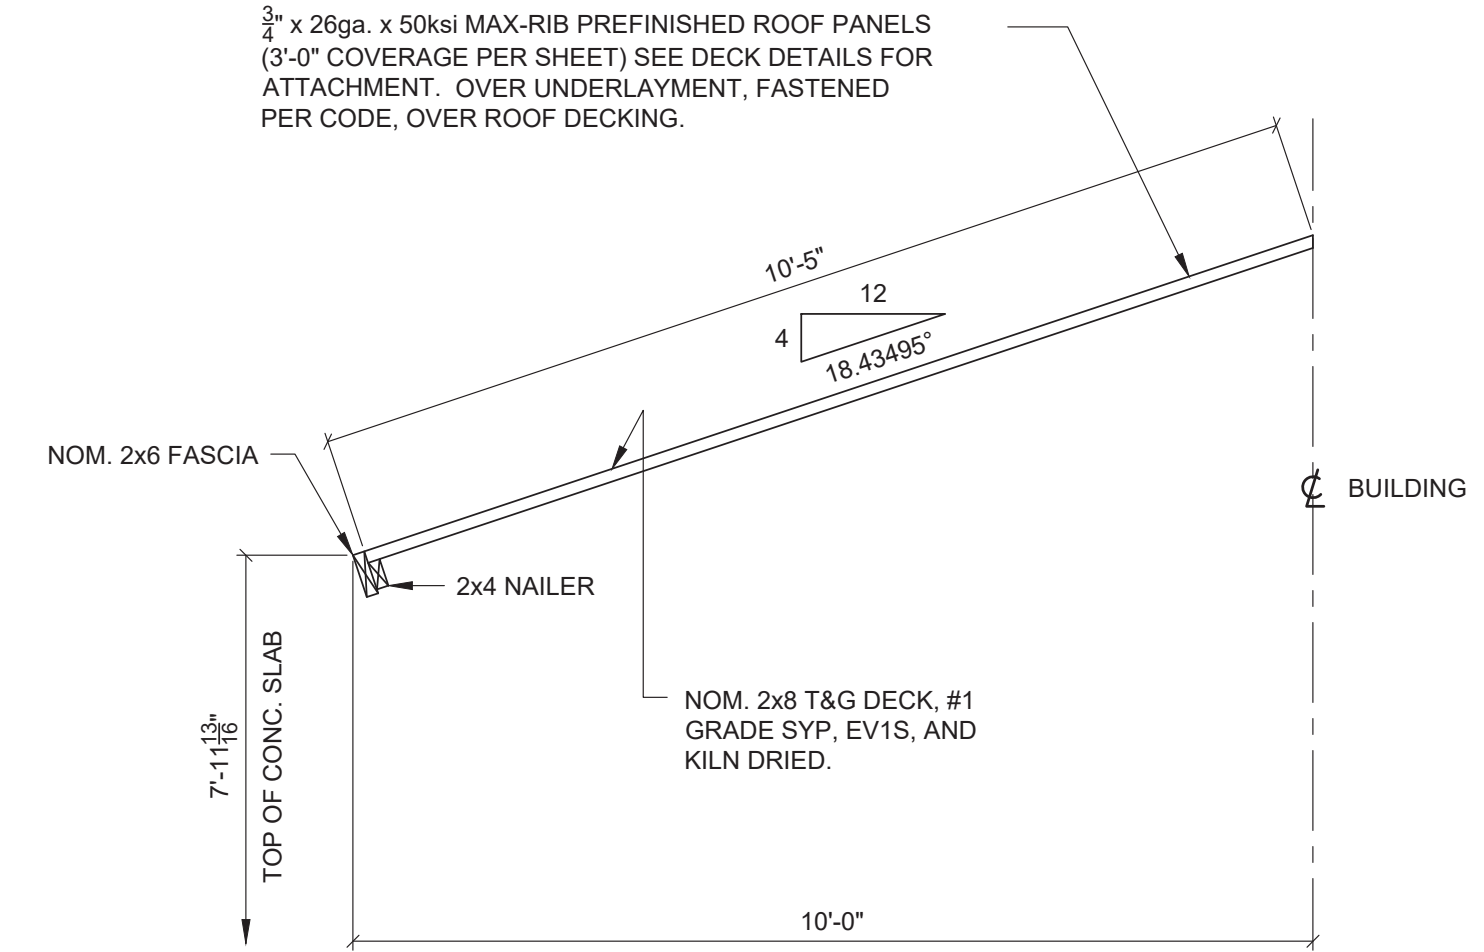 3/4" x 26ga. x 50ksi MAX-RIB PREFINISHED ROOF PANELS
(3'-0" COVERAGE PER SHEET) SEE DECK DETAILS FOR
ATTACHMENT. OVER UNDERLAYMENT, FASTENED
PER CODE, OVER ROOF DECKING.
10'-5"
12
4
18.43495°
NOM. 2x6 FASCIA
℄ BUILDING
2x4 NAILER
7'-11 13/16"
TOP OF CONC. SLAB
NOM. 2x8 T&G DECK, #1
GRADE SYP, EV1S, AND
KILN DRIED.
10'-0"